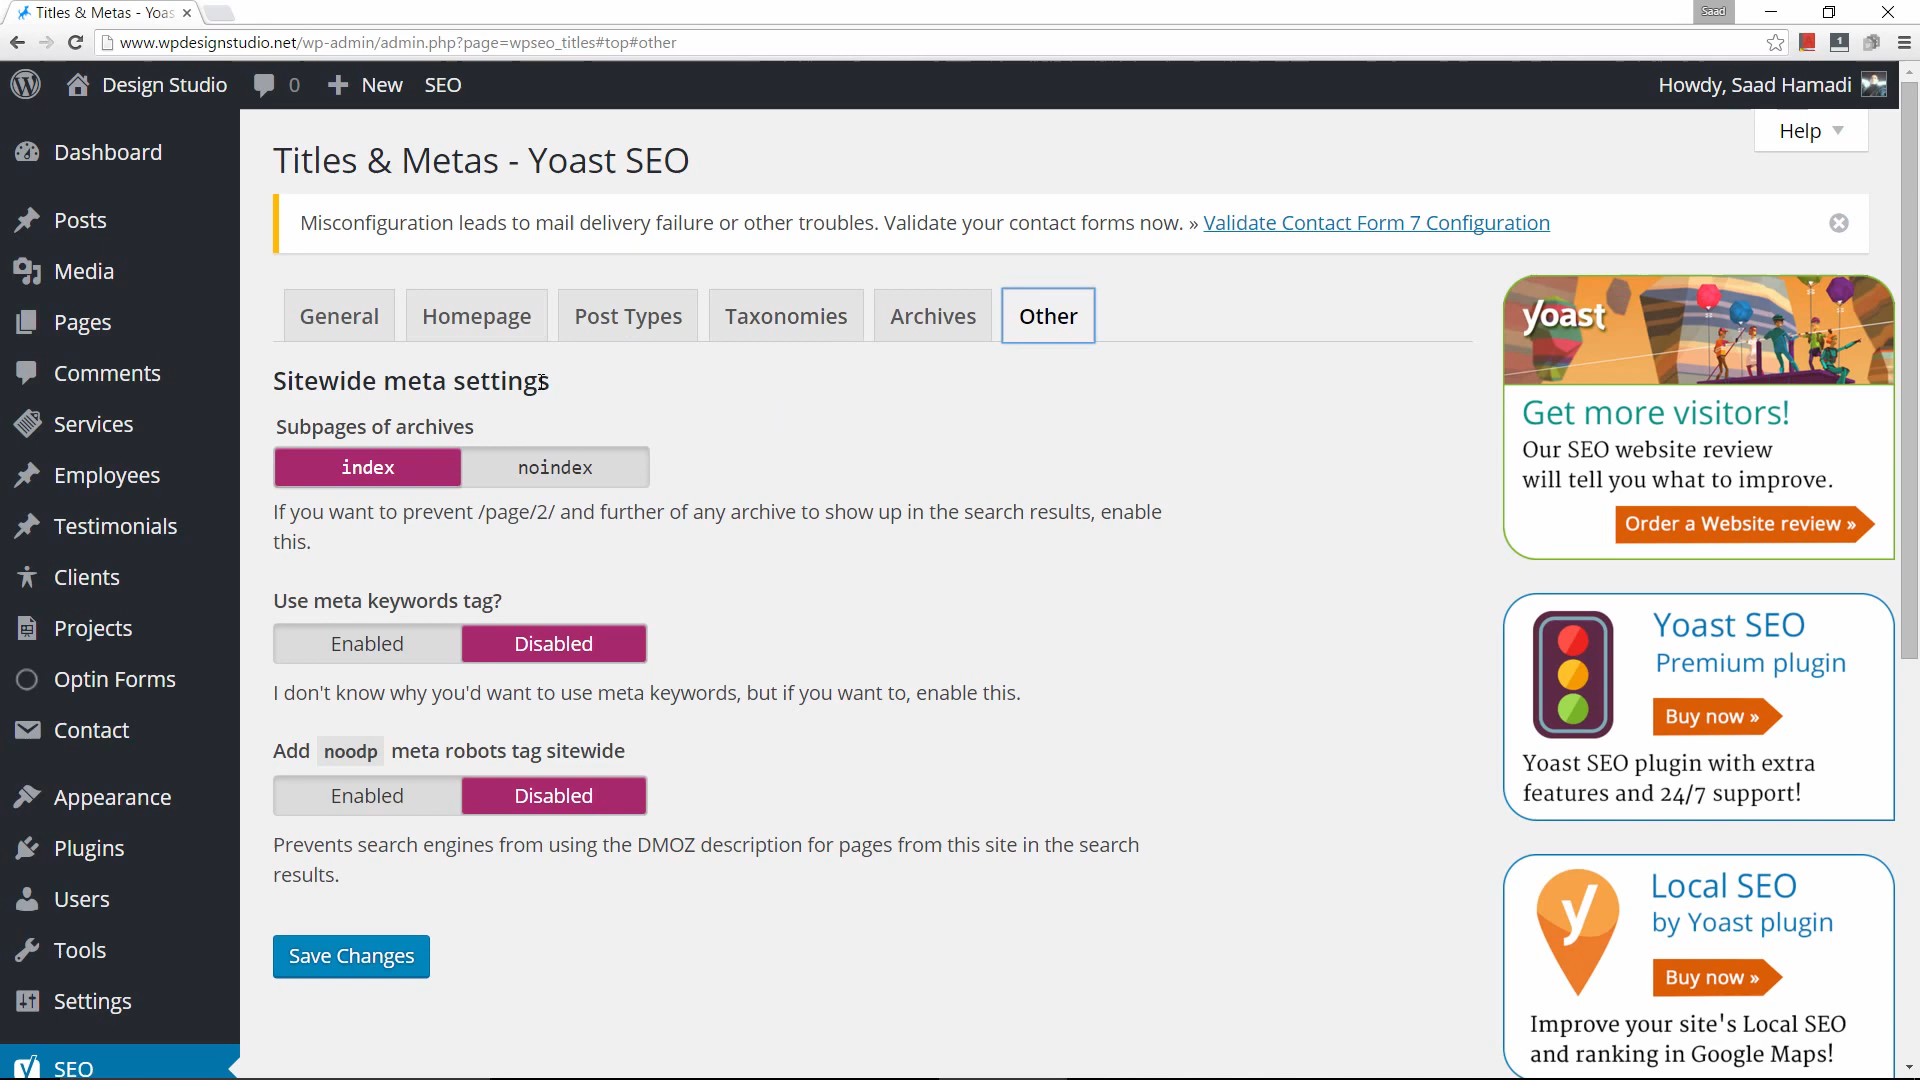 Titles & Metas - Yoas
Saad
www.wpdesignstudio.net/wp-admin/admin.php?page=wpseo_titles#top#other
1
Design Studio 0 New SEO
Howdy, Saad Hamadi
Help
Dashboard
Posts
Media
Pages
Comments
Services
Employees
Testimonials
Clients
Projects
Optin Forms
Contact
Appearance
Plugins
Users
Tools
Settings
SEO
Titles & Metas - Yoast SEO
Misconfiguration leads to mail delivery failure or other troubles. Validate your contact forms now. » Validate Contact Form 7 Configuration
General Homepage Post Types Taxonomies Archives Other
Sitewide meta settings
Subpages of archives
index noindex
If you want to prevent /page/2/ and further of any archive to show up in the search results, enable
this.
Use meta keywords tag?
Enabled Disabled
I don't know why you'd want to use meta keywords, but if you want to, enable this.
Add noodp meta robots tag sitewide
Enabled Disabled
Prevents search engines from using the DMOZ description for pages from this site in the search
results.
Save Changes
yoast
Get more visitors!
Our SEO website review
will tell you what to improve.
Order a Website review »
Yoast SEO
Premium plugin
Buy now »
Yoast SEO plugin with extra
features and 24/7 support!
y
Local SEO
by Yoast plugin
Buy now »
Improve your site's Local SEO
and ranking in Google Maps!